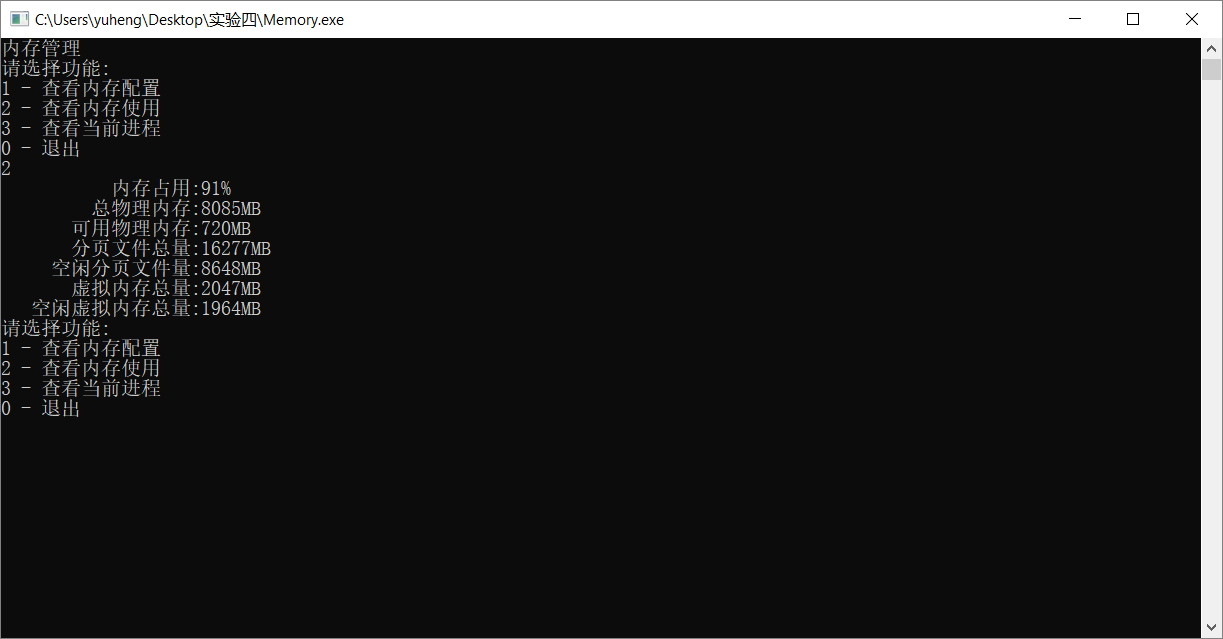 C:\Users\yuheng\Desktop\实验四\Memory.exe
内存管理
请选择功能:
1 - 查看内存配置
2 - 查看内存使用
3 - 查看当前进程
0 - 退出
2
内存占用:91%
总物理内存:8085MB
可用物理内存:720MB
分页文件总量:16277MB
空闲分页文件量:8648MB
虚拟内存总量:2047MB
空闲虚拟内存总量:1964MB
请选择功能:
1 - 查看内存配置
2 - 查看内存使用
3 - 查看当前进程
0 - 退出